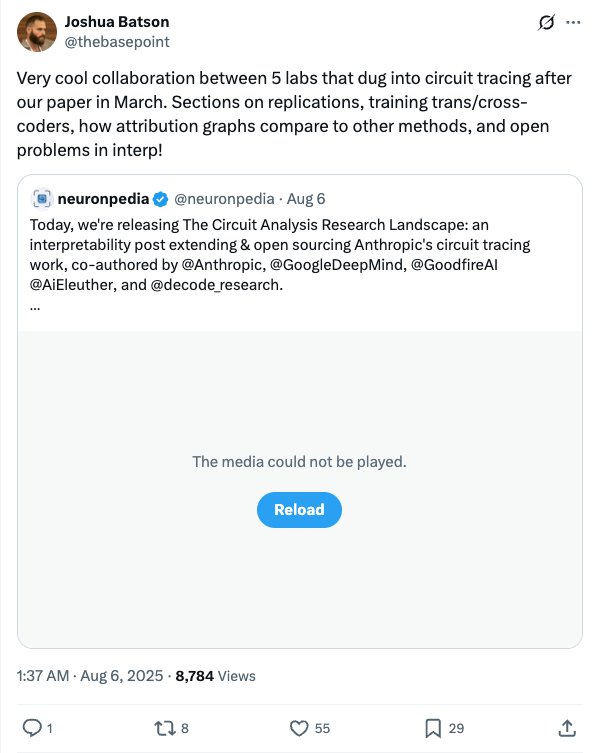 Joshua Batson
@thebasepoint
Very cool collaboration between 5 labs that dug into circuit tracing after
our paper in March. Sections on replications, training trans/cross-
coders, how attribution graphs compare to other methods, and open
problems in interp!
neuronpedia @neuronpedia · Aug 6
Today, we're releasing The Circuit Analysis Research Landscape: an
interpretability post extending & open sourcing Anthropic's circuit tracing
work, co-authored by @Anthropic, @GoogleDeepMind, @GoodfireAI
@AiEleuther, and @decode_research.
...
The media could not be played.
Reload
1:37 AM · Aug 6, 2025 · 8,784 Views
1 8 55 29